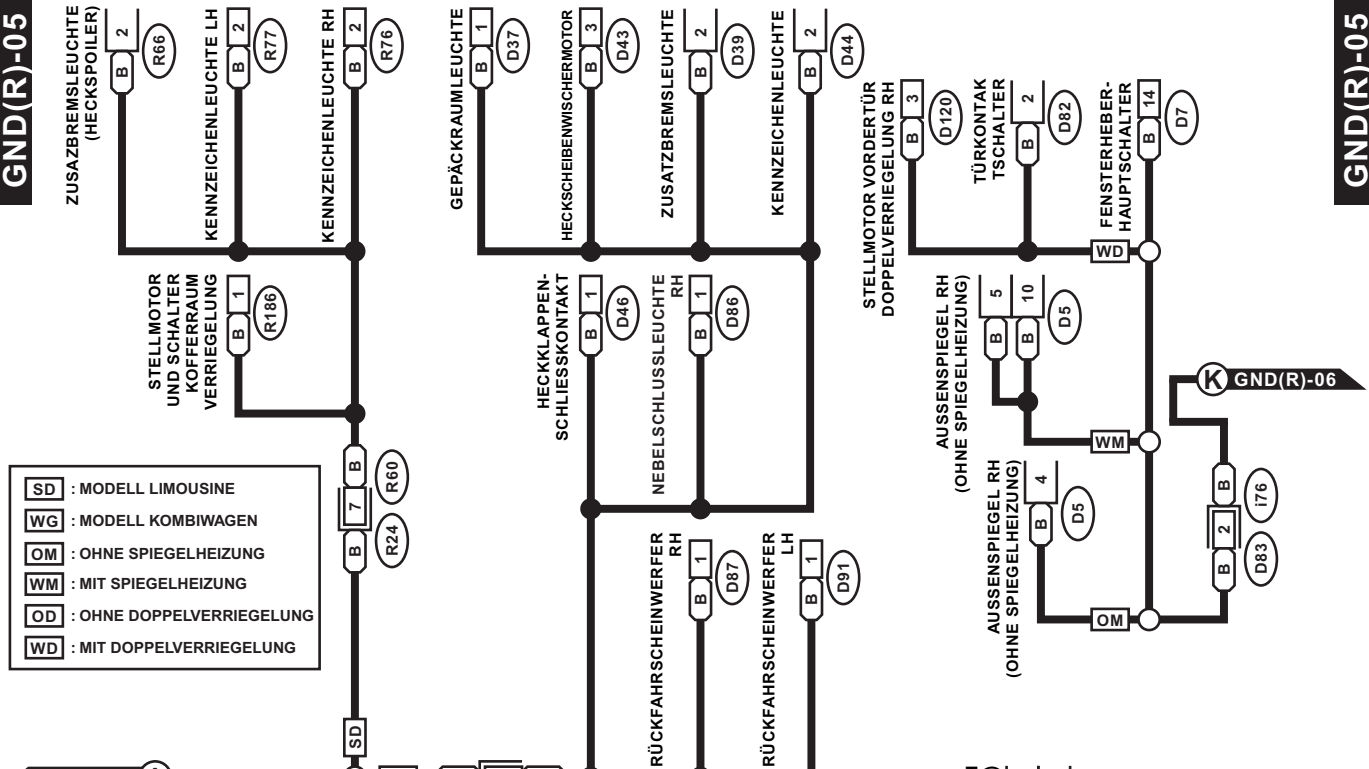 GND(R)-05
ZUSAZBREMSLEUCHTE
(HECKSPOILER)
2
B
R66
KENNZEICHENLEUCHTE LH
2
B
R77
KENNZEICHENLEUCHTE RH
2
B
R76
GEPÄCKRAUMLEUCHTE
1
B
D37
HECKSCHEIBENWISCHERMOTOR
3
B
D43
ZUSATZBREMSLEUCHTE
2
B
D39
KENNZEICHENLEUCHTE
2
B
D44
STELLMOTOR VORDERTÜR
DOPPELVERRIEGELUNG RH
3
B
D120
TÜRKONTAK
TSCHALTER
2
B
D82
FENSTERHEBER-
HAUPTSCHALTER
14
B
D7
GND(R)-05
WD
STELLMOTOR
UND SCHALTER
KOFFERRAUM
VERRIEGELUNG
1
B
R186
HECKKLAPPEN-
SCHLIESSKONTAKT
1
B
D46
NEBELSCHLUSSLEUCHTE
RH
1
B
D86
AUSSENSPIEGEL RH
(OHNE SPIEGELHEIZUNG)
5
10
B
B
D5
WM
K
GND(R)-06
SD : MODELL LIMOUSINE
WG : MODELL KOMBIWAGEN
OM : OHNE SPIEGELHEIZUNG
WM : MIT SPIEGELHEIZUNG
OD : OHNE DOPPELVERRIEGELUNG
WD : MIT DOPPELVERRIEGELUNG
B
R60
7
B
R24
SD
RÜCKFAHRSCHEINWERFER
RH
1
B
D87
RÜCKFAHRSCHEINWERFER
LH
1
B
D91
AUSSENSPIEGEL RH
(OHNE SPIEGELHEIZUNG)
4
B
D5
OM
B
i76
2
B
D83